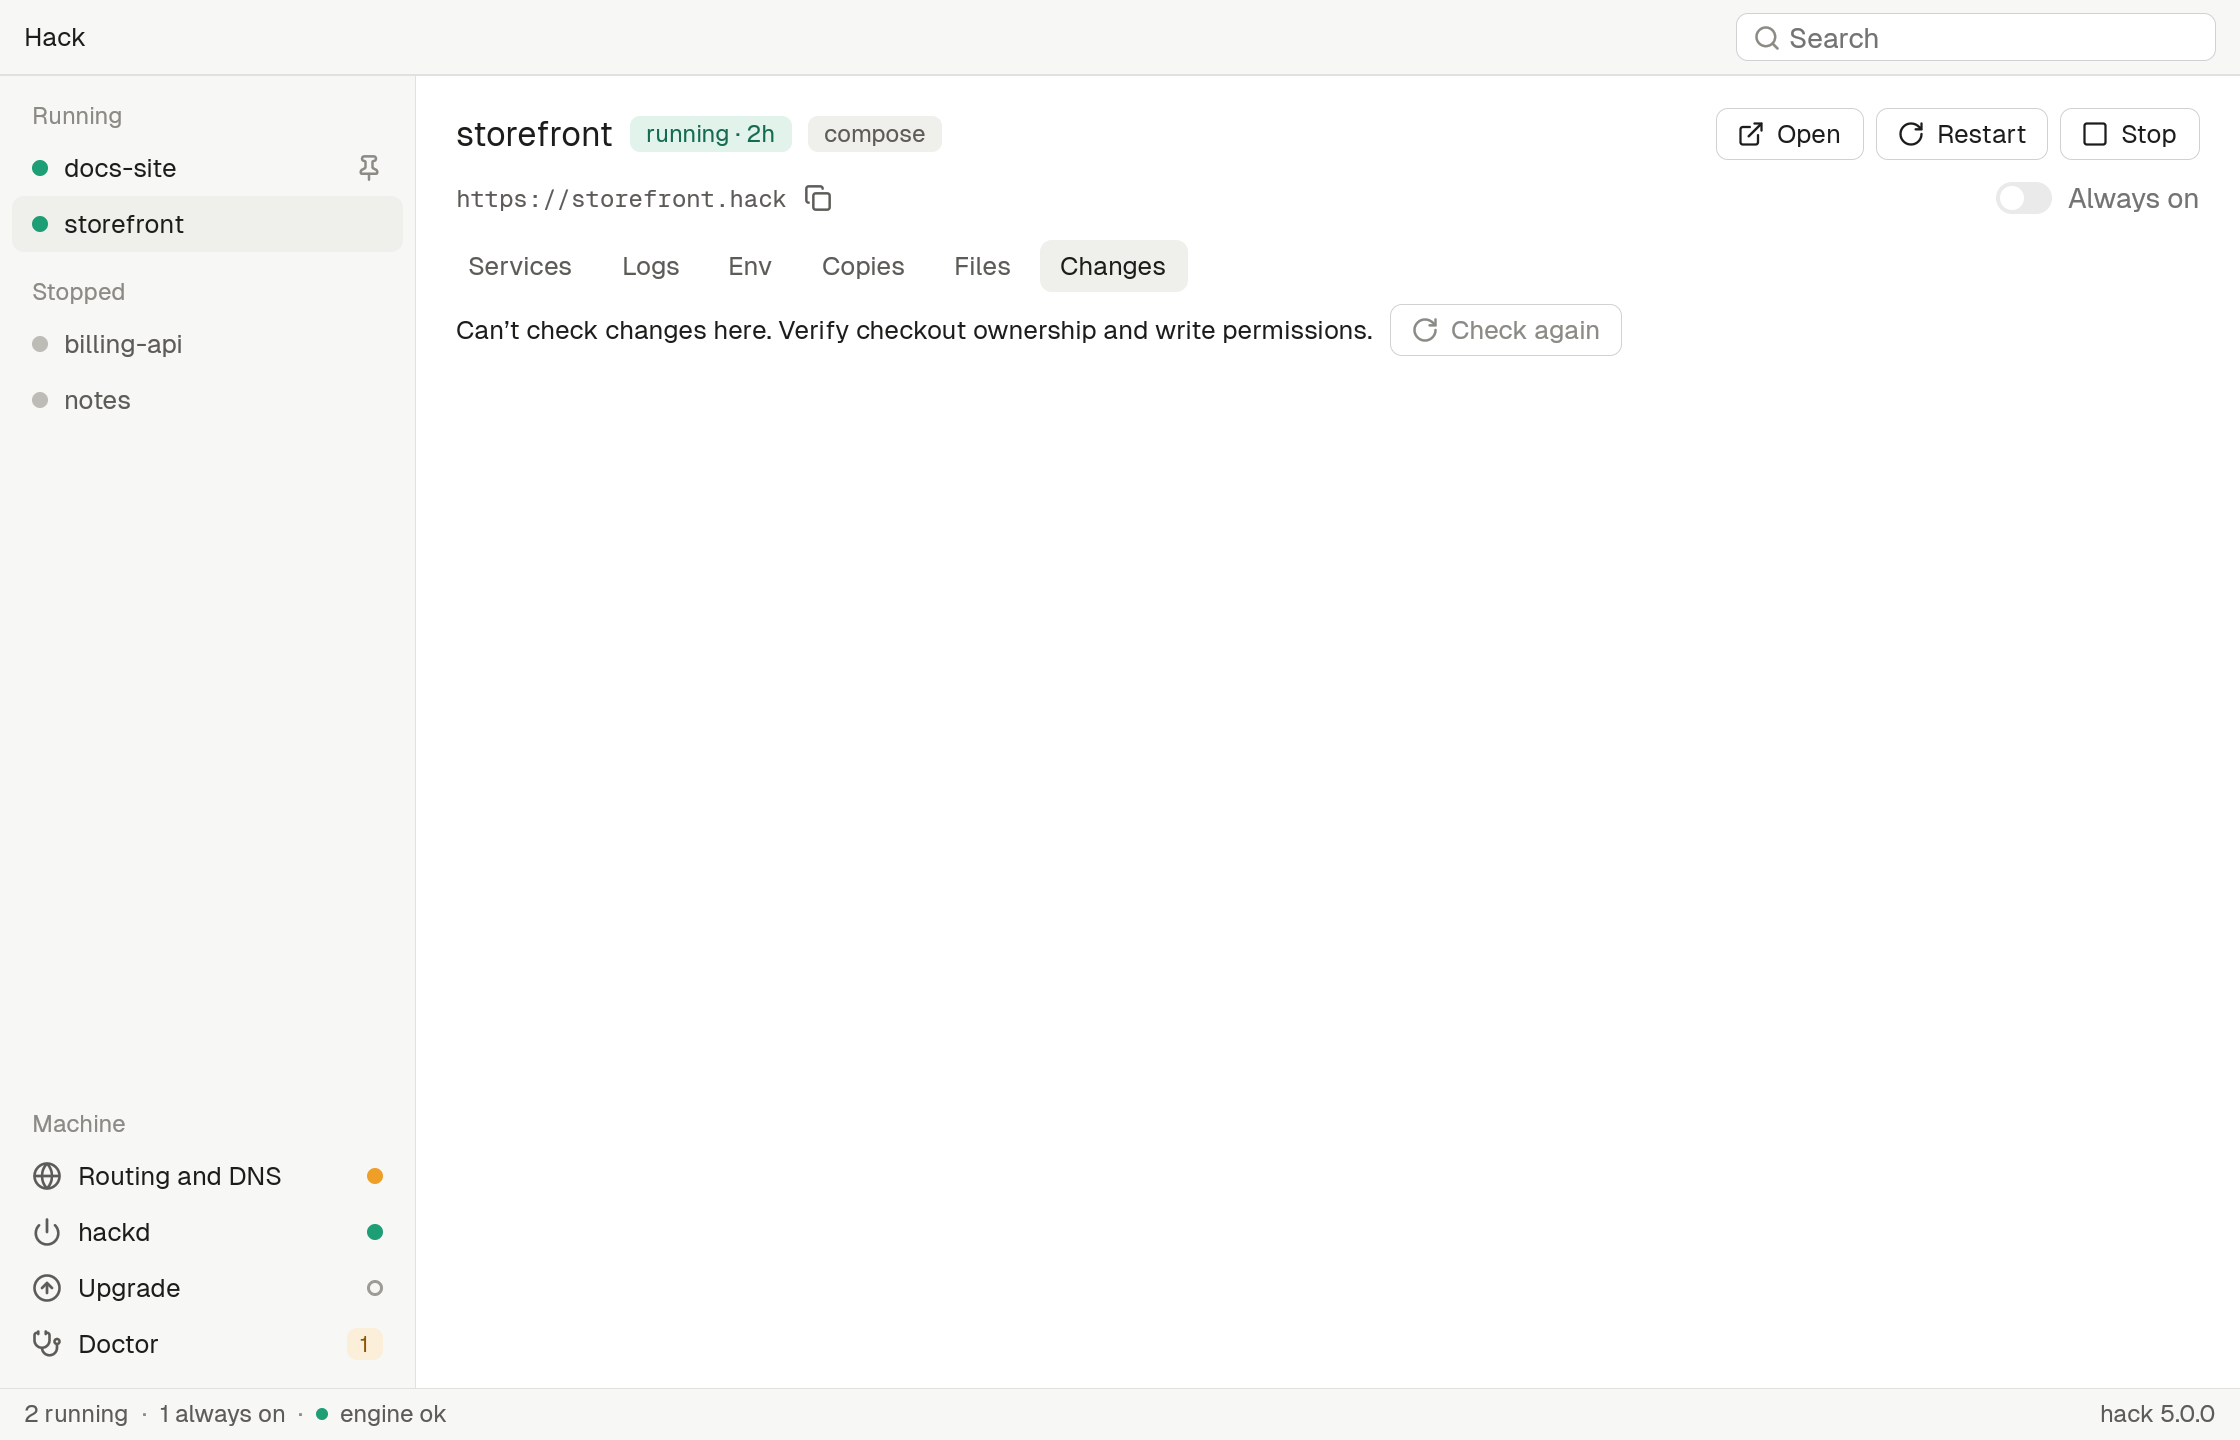 Hack
Search
Running
docs-site
storefront
Stopped
billing-api
notes
Machine
Routing and DNS
hackd
Upgrade
Doctor
1
storefront
running · 2h
compose
Open
Restart
Stop
https://storefront.hack
Always on
Services
Logs
Env
Copies
Files
Changes
Can’t check changes here. Verify checkout ownership and write permissions.
Check again
2 running · 1 always on · engine ok
hack 5.0.0